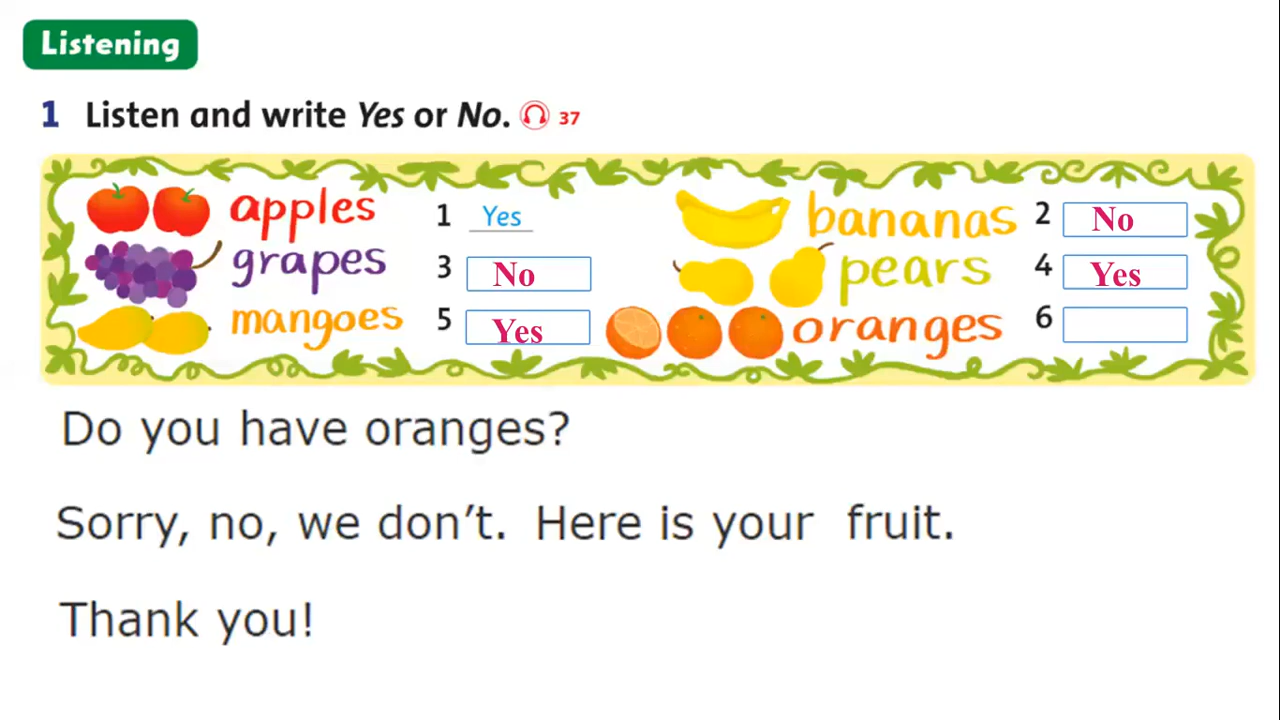 Listening
1 Listen and write Yes or No. 37
apples 1 Yes bananas 2 No
grapes 3 No pears 4 Yes
mangoes 5 Yes oranges 6
Do you have oranges?
Sorry, no, we don't. Here is your fruit.
Thank you!